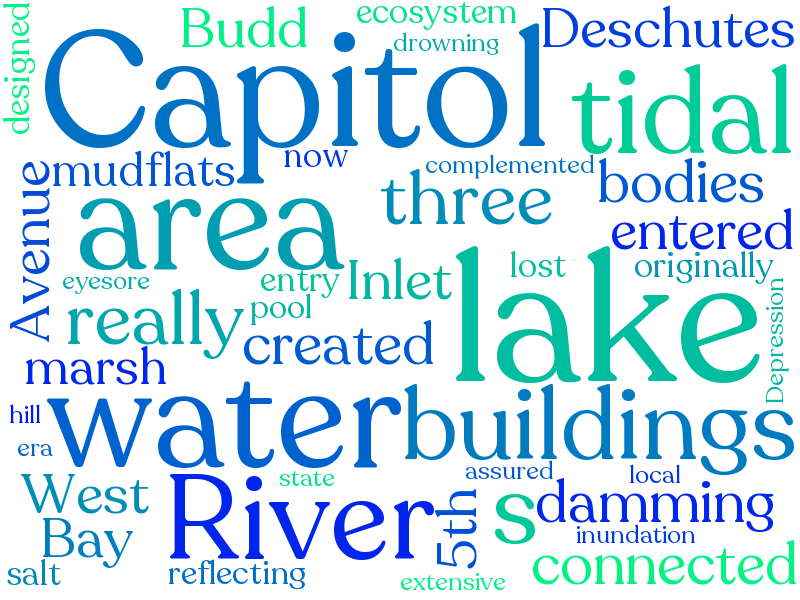 designed
Budd
ecosystem
drowning
Deschutes
Capitol
tidal
mudflats
now
complemented
bodies
Avenue
area
three
entered
eyesore
entry
Inlet
lost
originally
really
pool
created
lake
Depression
marsh
hill
water
buildings
era
West
River
state
assured
local
s
damming
Bay
5th
inundation
salt
reflecting
extensive
connected